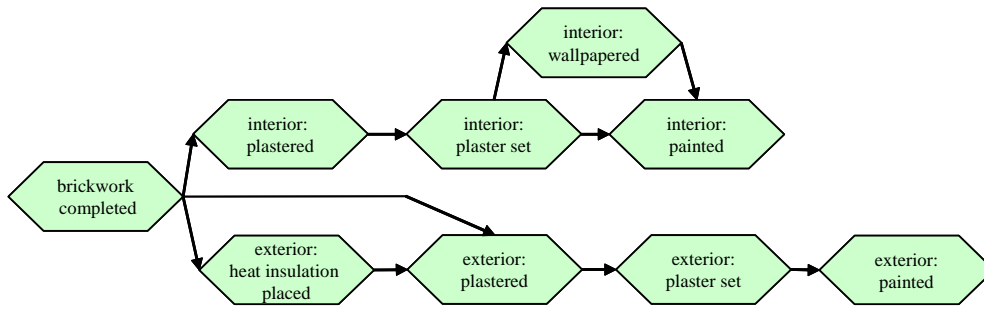 interior:
wallpapered
interior:
plastered
interior:
plaster set
interior:
painted
brickwork
completed
exterior:
heat insulation
placed
exterior:
plastered
exterior:
plaster set
exterior:
painted